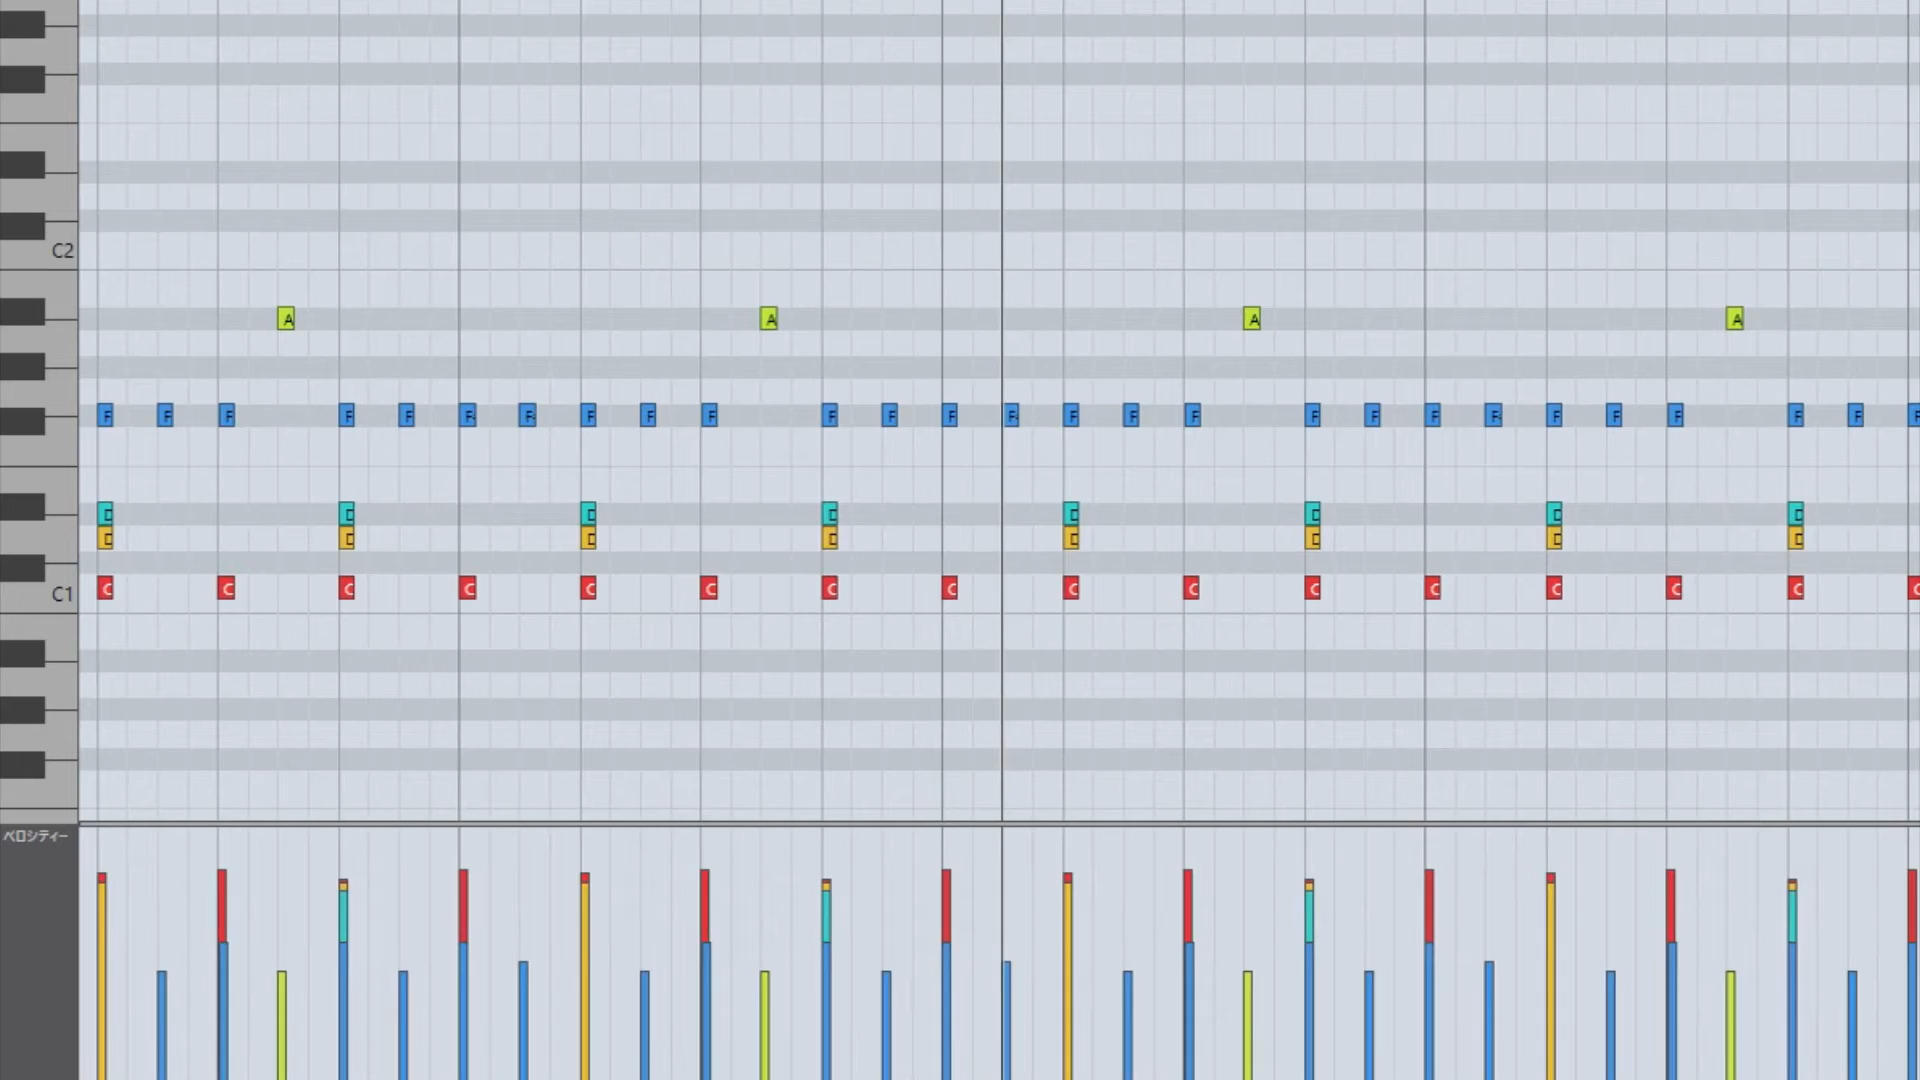 C2
A A A A
F F F F F F F F F F F F F F F F F F F F F F F F F F F F
D D D D D D D D
D D D D D D D D
C1 C C C C C C C C C C C C C C C C
ベロシティー